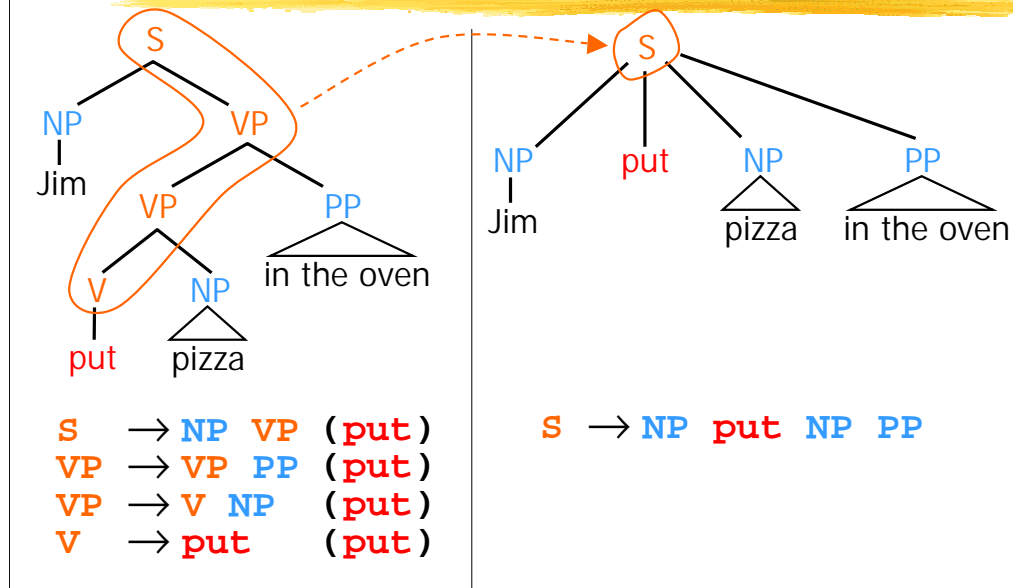 S
NP VP
Jim
VP PP
in the oven
V NP
put pizza
S → NP VP (put)
VP → VP PP (put)
VP → V NP (put)
V → put (put)
S
NP put NP PP
Jim pizza in the oven
S → NP put NP PP